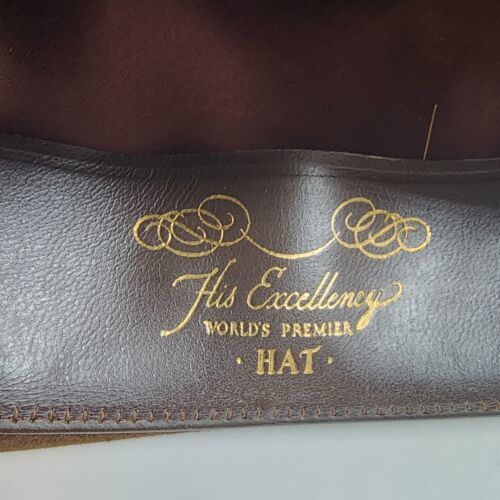 His Excellency
WORLD'S PREMIER
· HAT ·